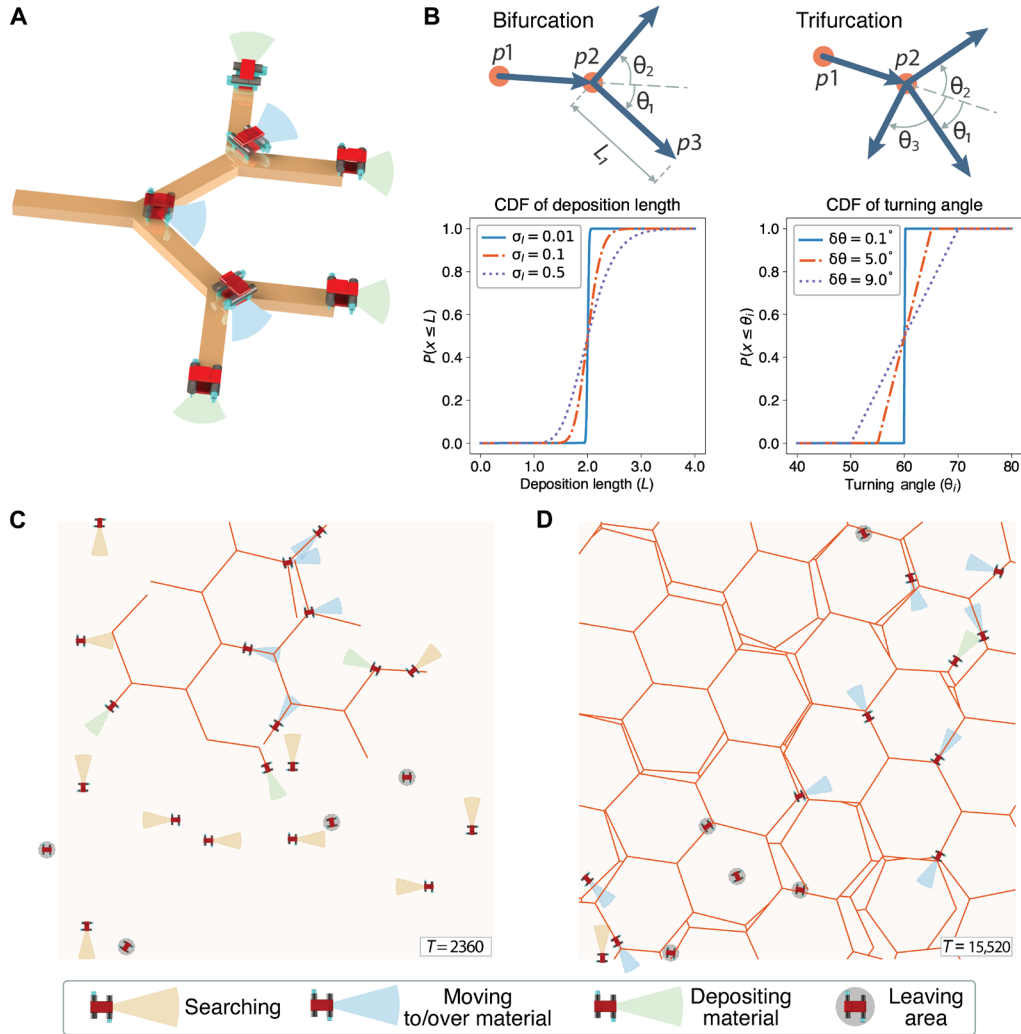 A
B
Bifurcation
Trifurcation
p1
p2
θ2
θ1
L1
p3
p1
p2
θ2
θ1
θ3
CDF of deposition length
σl = 0.01
σl = 0.1
σl = 0.5
P(x ≤ L)
1.0
0.8
0.6
0.4
0.2
0.0
0.0 1.0 2.0 3.0 4.0
Deposition length (L)
CDF of turning angle
δθ = 0.1°
δθ = 5.0°
δθ = 9.0°
P(x ≤ θi)
1.0
0.8
0.6
0.4
0.2
0.0
40 50 60 70 80
Turning angle (θi)
C
T = 2360
D
T = 15,520
Searching
Moving
to/over material
Depositing
material
Leaving
area